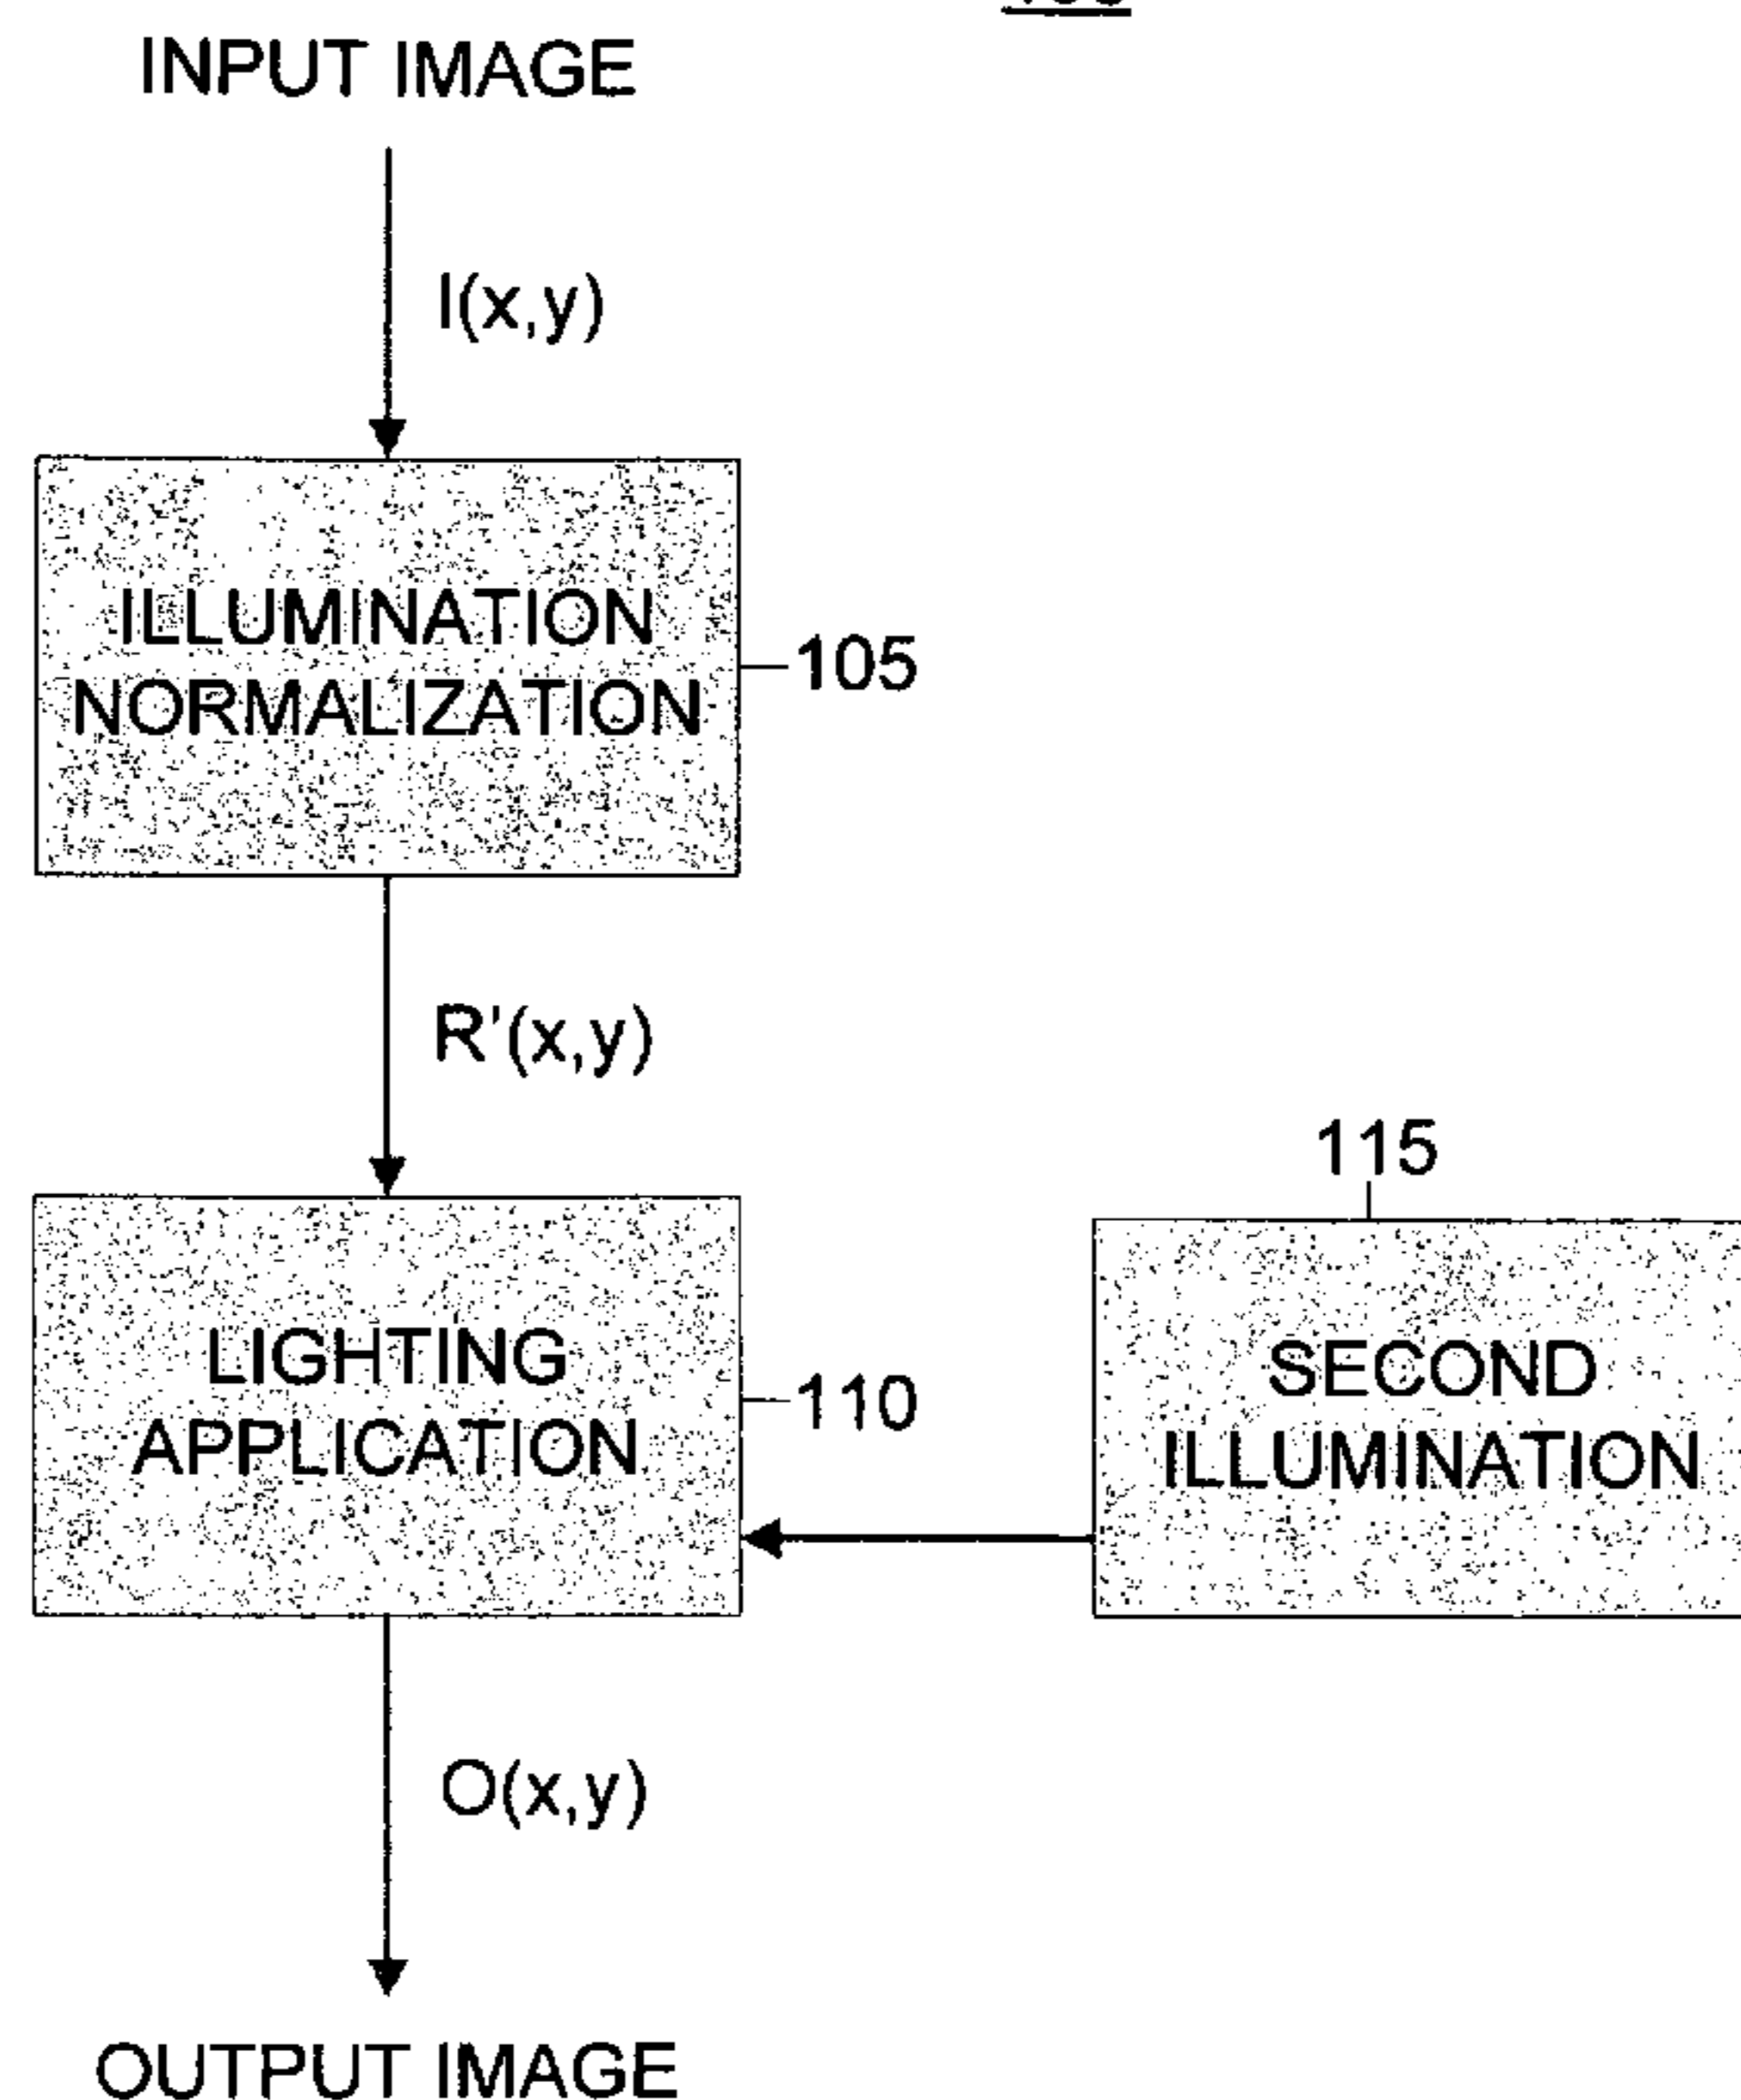 INPUT IMAGE
I(x,y)
ILLUMINATION
NORMALIZATION
105
R'(x,y)
115
LIGHTING
APPLICATION
110
SECOND
ILLUMINATION
O(x,y)
OUTPUT IMAGE